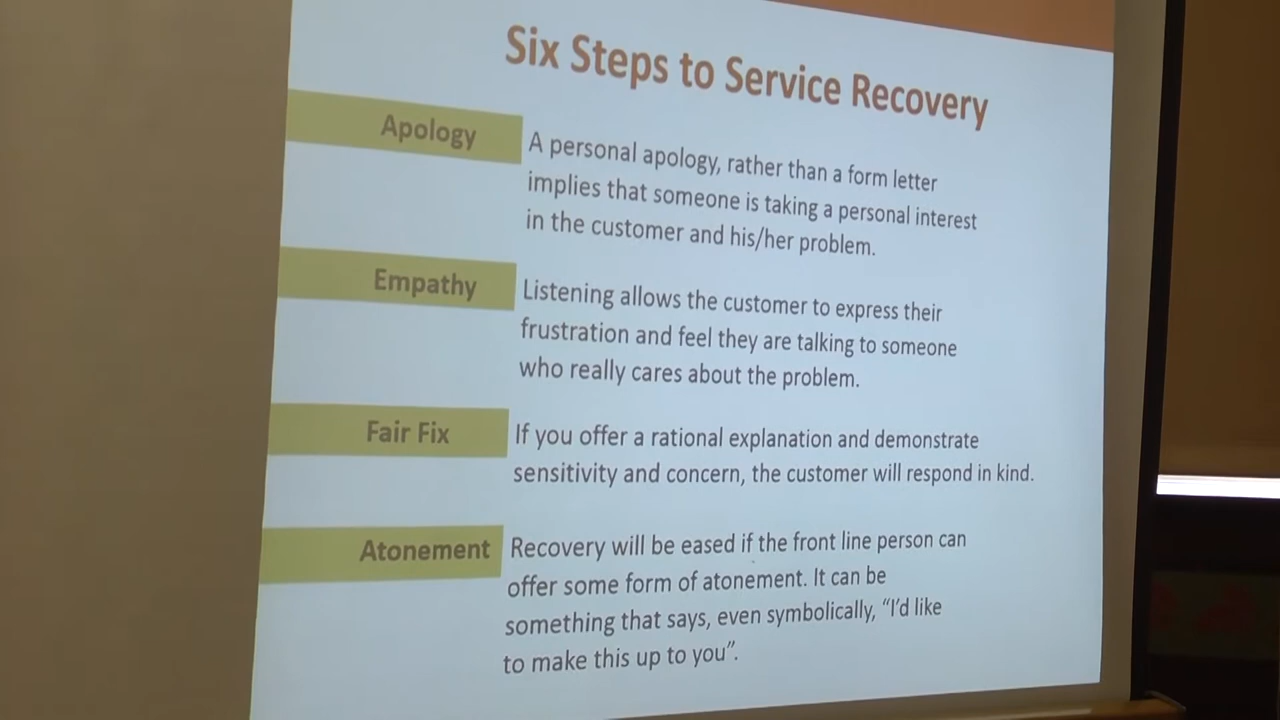 Six Steps to Service Recovery
Apology
A personal apology, rather than a form letter
implies that someone is taking a personal interest
in the customer and his/her problem.
Empathy
Listening allows the customer to express their
frustration and feel they are talking to someone
who really cares about the problem.
Fair Fix
If you offer a rational explanation and demonstrate
sensitivity and concern, the customer will respond in kind.
Atonement
Recovery will be eased if the front line person can
offer some form of atonement. It can be
something that says, even symbolically, “I’d like
to make this up to you”.